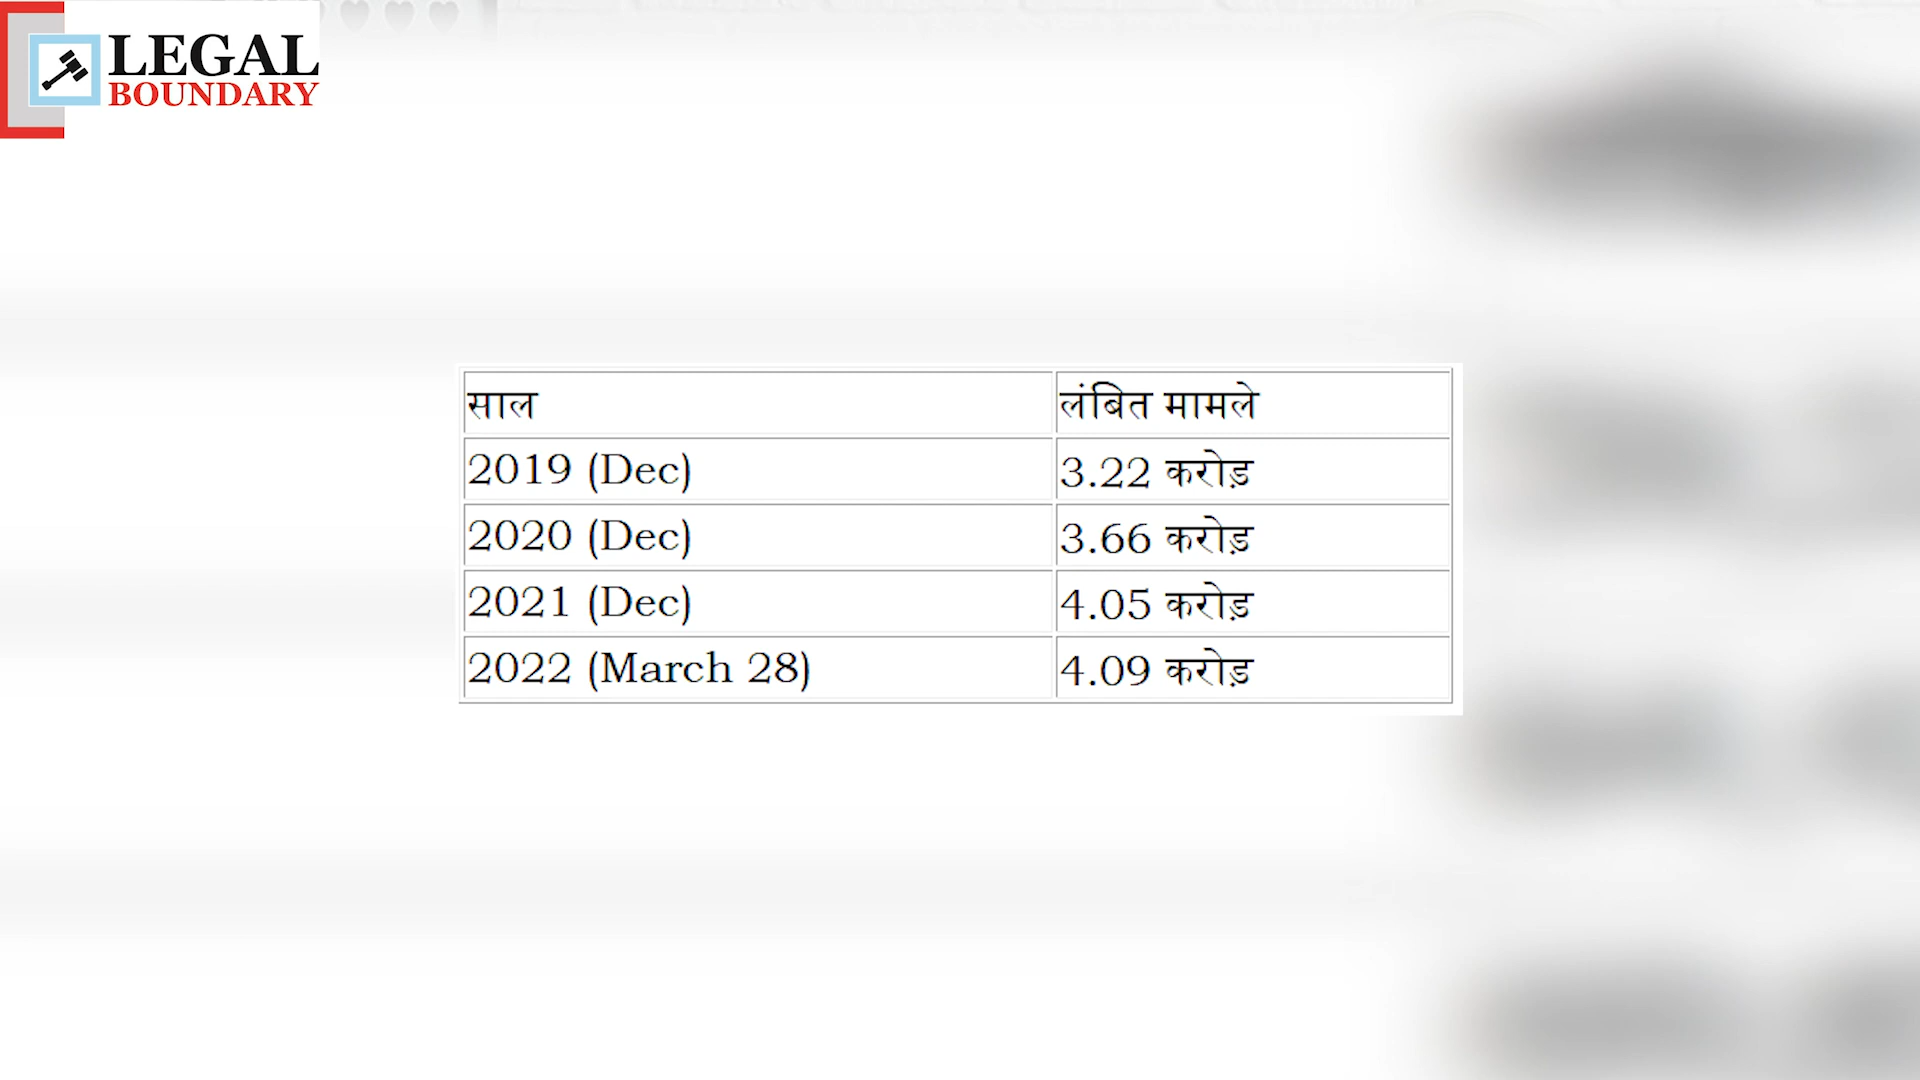 LEGAL
BOUNDARY
साल लंबित मामले
2019 (Dec) 3.22 करोड़
2020 (Dec) 3.66 करोड़
2021 (Dec) 4.05 करोड़
2022 (March 28) 4.09 करोड़